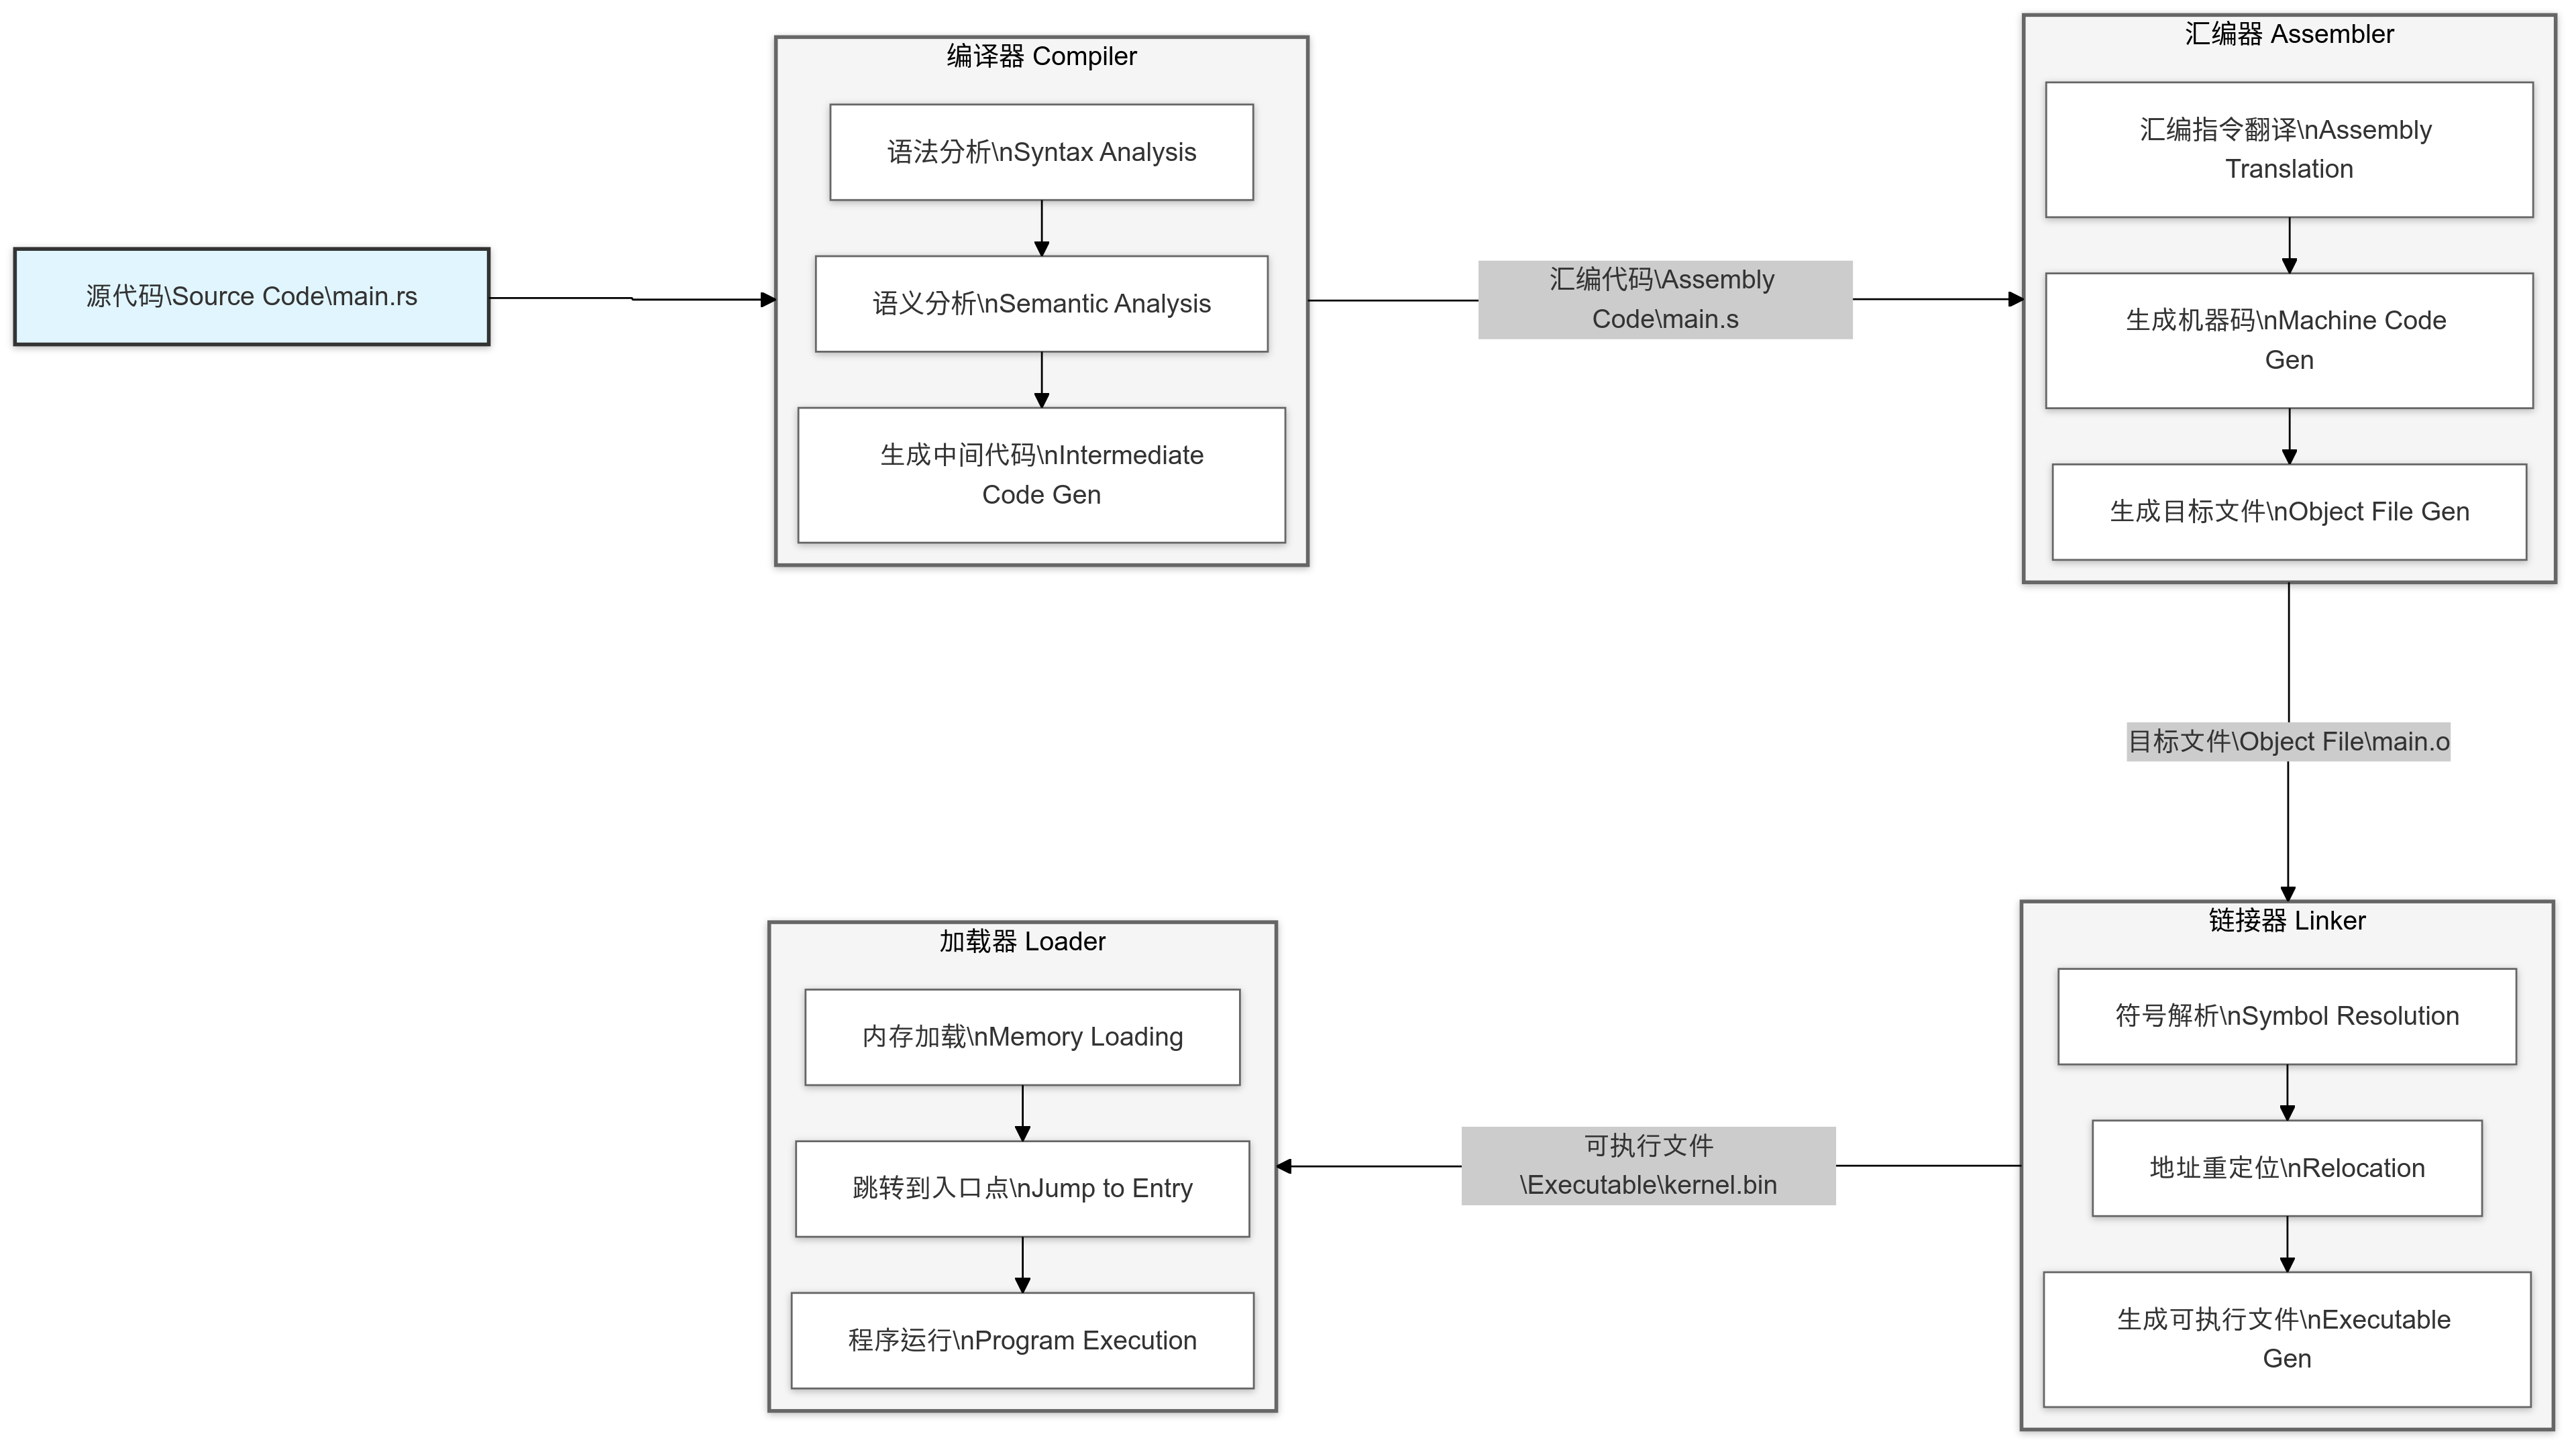 源代码\Source Code\main.rs
编译器 Compiler
语法分析\nSyntax Analysis
语义分析\nSemantic Analysis
生成中间代码\nIntermediate
Code Gen
汇编代码\Assembly
Code\main.s
汇编器 Assembler
汇编指令翻译\nAssembly
Translation
生成机器码\nMachine Code
Gen
生成目标文件\nObject File Gen
目标文件\Object File\main.o
链接器 Linker
符号解析\nSymbol Resolution
地址重定位\nRelocation
生成可执行文件\nExecutable
Gen
可执行文件
\Executable\kernel.bin
加载器 Loader
内存加载\nMemory Loading
跳转到入口点\nJump to Entry
程序运行\nProgram Execution